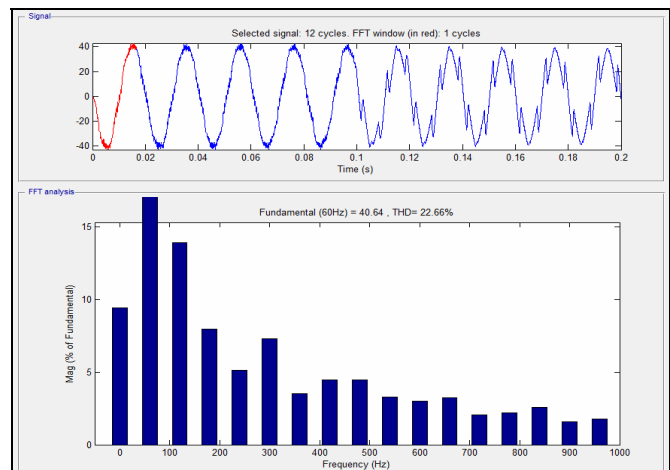 Signal
Selected signal: 12 cycles. FFT window (in red): 1 cycles
40
20
0
-20
-40
0 0.02 0.04 0.06 0.08 0.1 0.12 0.14 0.16 0.18 0.2
Time (s)
FFT analysis
Fundamental (60Hz) = 40.64 , THD= 22.66%
Mag (% of Fundamental)
15
10
5
0
0 100 200 300 400 500 600 700 800 900 1000
Frequency (Hz)